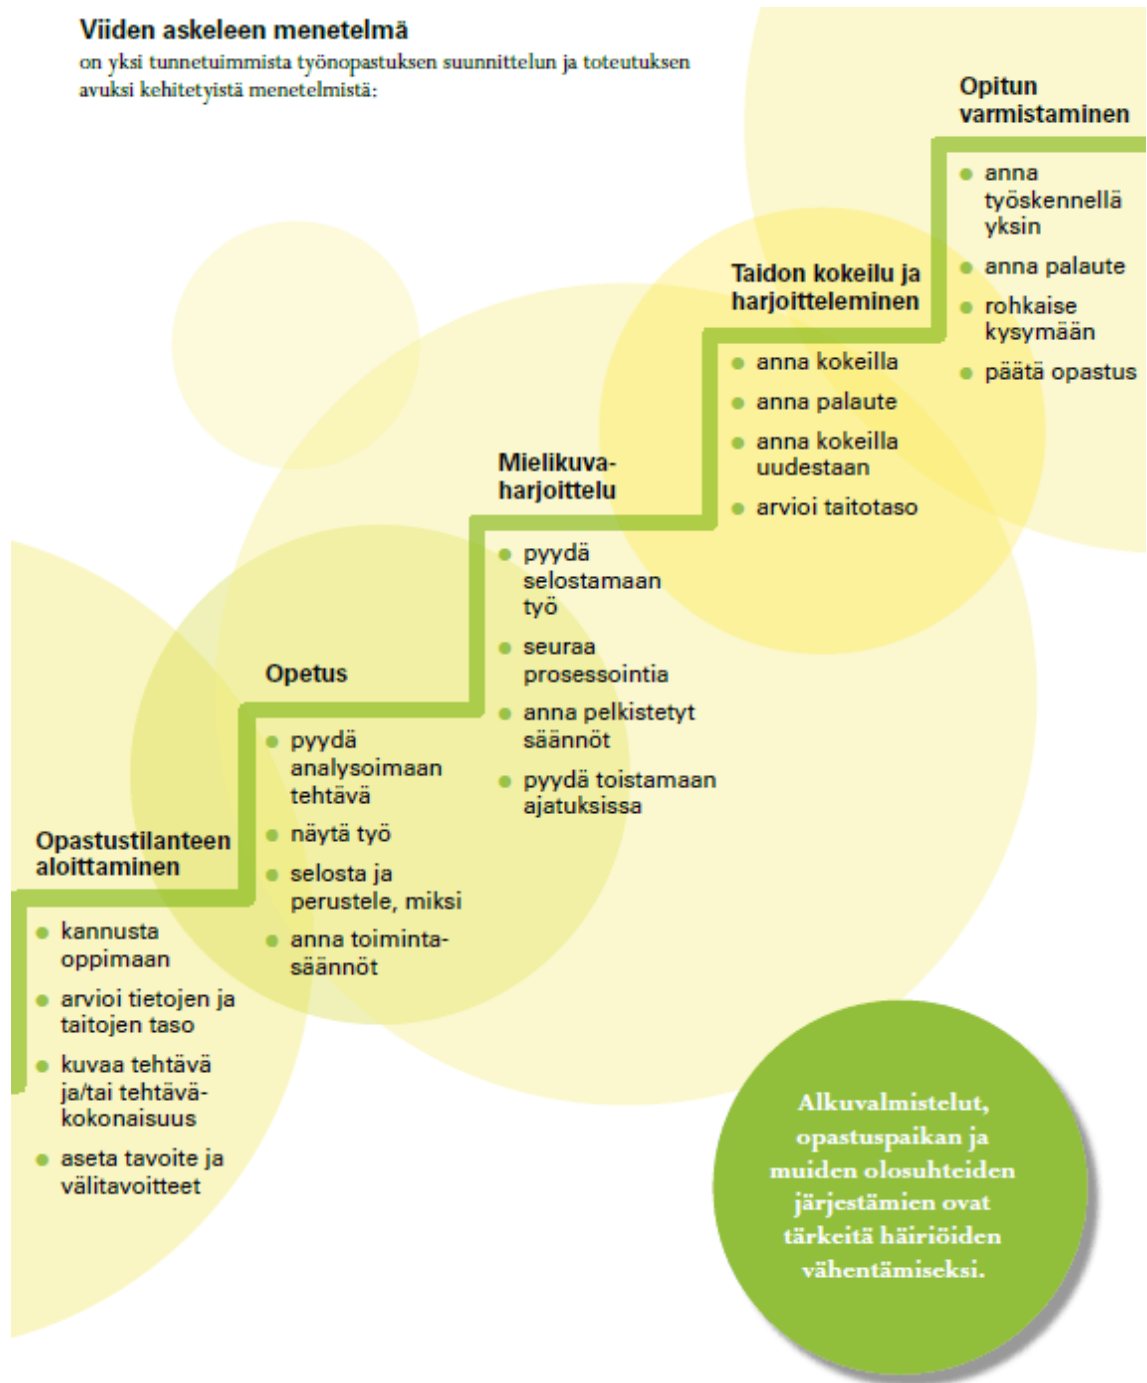 Viiden askeleen menetelmä
on yksi tunnetuimmista työnopastuksen suunnittelun ja toteutuksen
avuksi kehitetyistä menetelmistä:
Opastustilanteen
aloittaminen
kannusta
oppimaan
arvioi tietojen ja
taitojen taso
kuvaa tehtävä
ja/tai tehtävä-
kokonaisuus
aseta tavoite ja
välitavoitteet
Opetus
pyydä
analysoimaan
tehtävä
näytä työ
selosta ja
perustele, miksi
anna toiminta-
säännöt
Mielikuva-
harjoittelu
pyydä
selostamaan
työ
seuraa
prosessointia
anna pelkistetyt
säännöt
pyydä toistamaan
ajatuksissa
Taidon kokeilu ja
harjoitteleminen
anna kokeilla
anna palaute
anna kokeilla
uudestaan
arvioi taitotaso
Opitun
varmistaminen
anna
työskennellä
yksin
anna palaute
rohkaise
kysymään
päätä opastus
Alkuvalmistelut,
opastuspaikan ja
muiden olosuhteiden
järjestämien ovat
tärkeitä häiriöiden
vähentämiseksi.